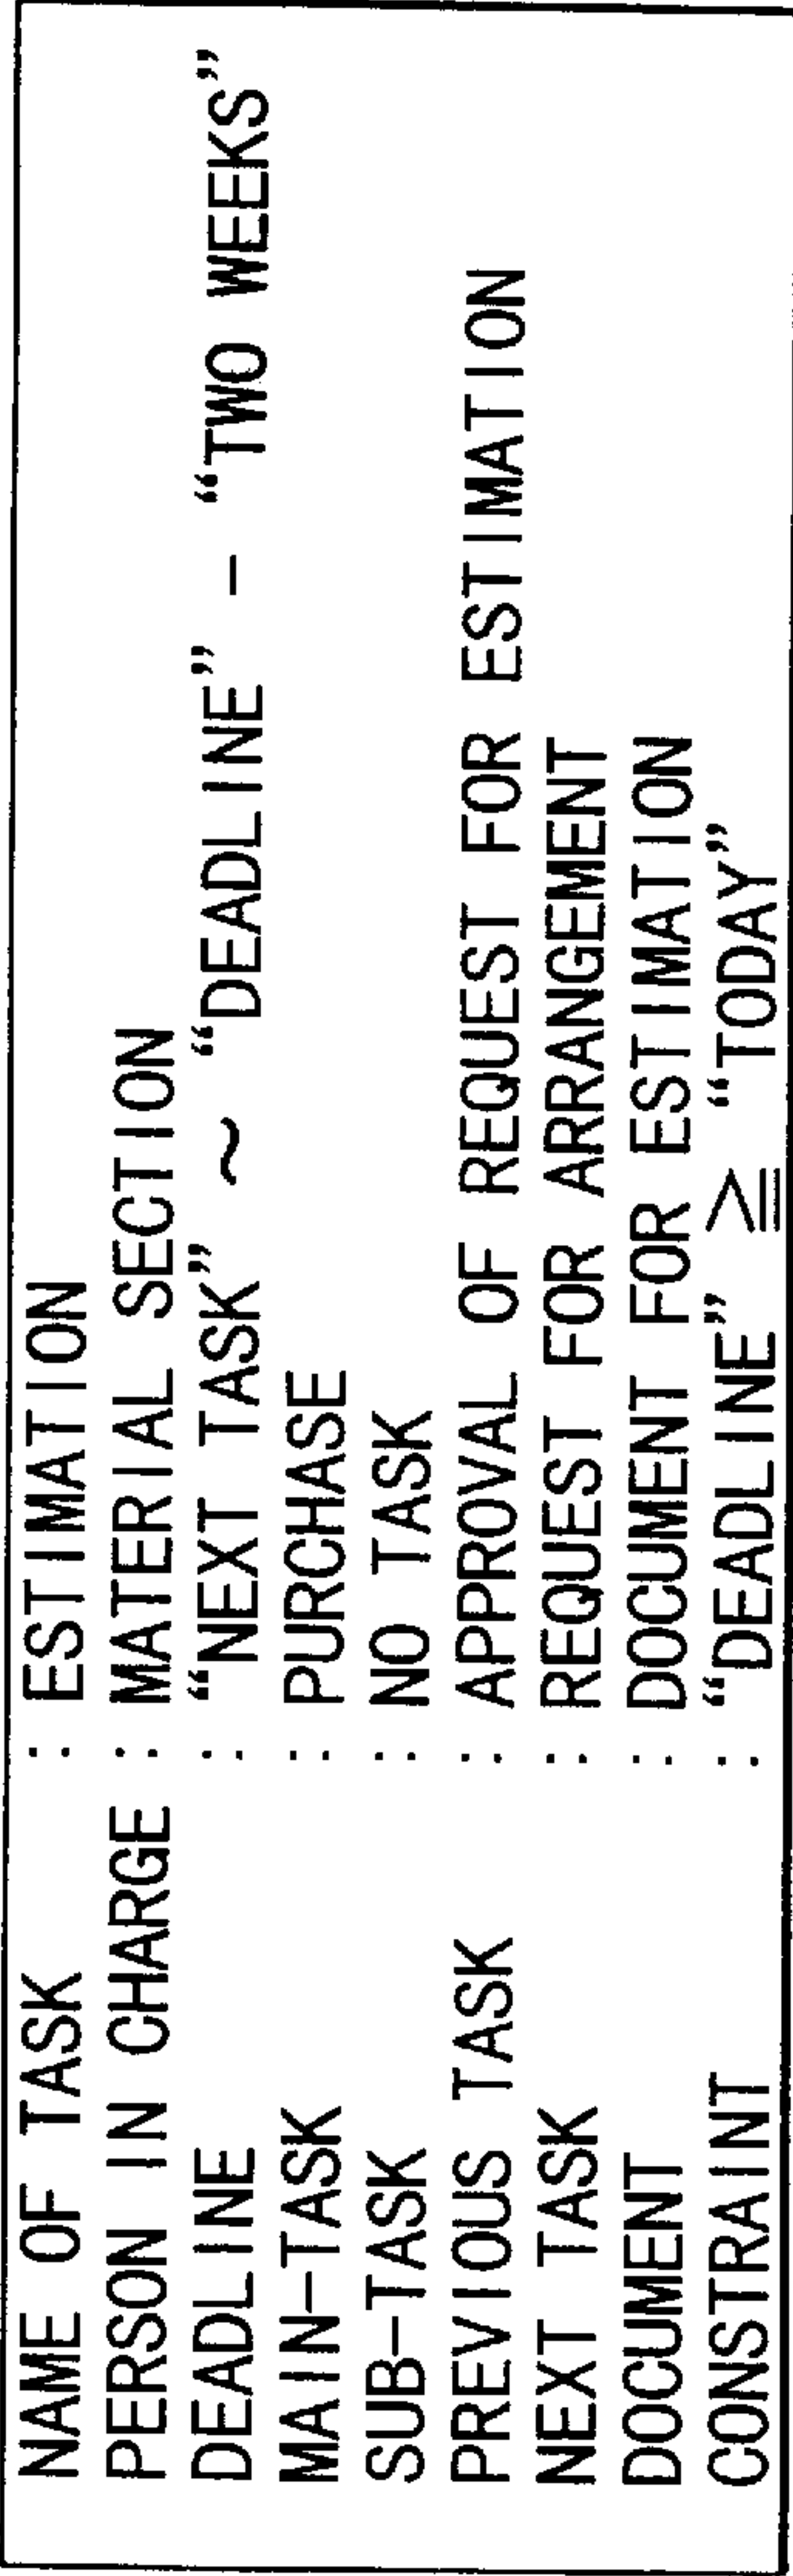 NAME OF TASK : ESTIMATION
PERSON IN CHARGE : MATERIAL SECTION
DEADLINE : “NEXT TASK” ~ “DEADLINE” − “TWO WEEKS”
MAIN-TASK : PURCHASE
SUB-TASK : NO TASK
PREVIOUS TASK : APPROVAL OF REQUEST FOR ESTIMATION
NEXT TASK : REQUEST FOR ARRANGEMENT
DOCUMENT : DOCUMENT FOR ESTIMATION
CONSTRAINT : “DEADLINE” ≧ “TODAY”